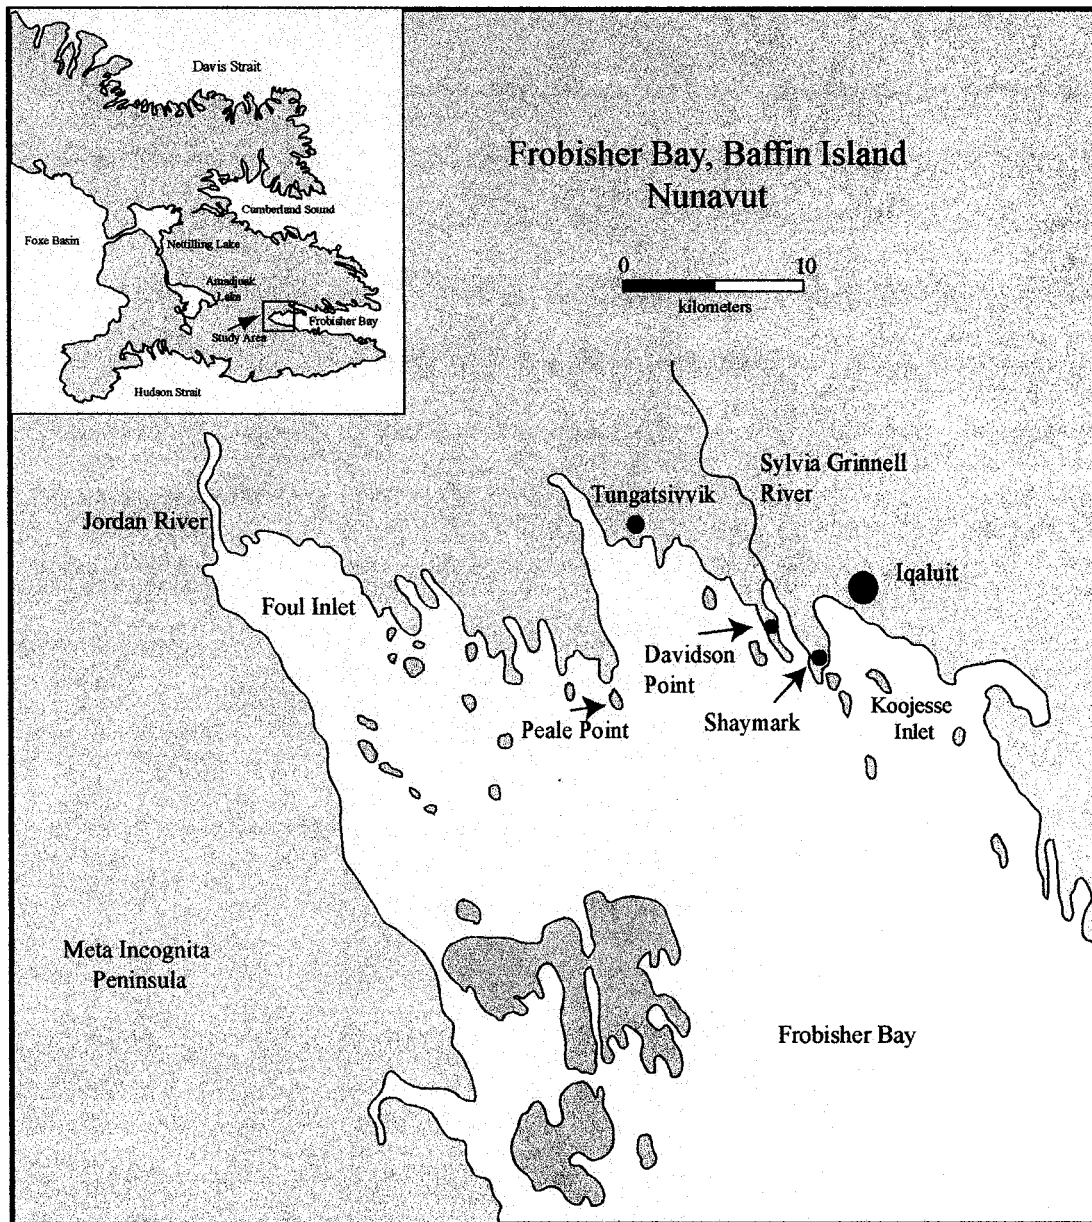 Davis Strait
Cumberland Sound
Foxe Basin
Nettilling Lake
Amadjuak
Lake
Frobisher Bay
Study Area
Hudson Strait
Frobisher Bay, Baffin Island
Nunavut
0 10
kilometers
Sylvia Grinnell
River
Tungatsivvik
Jordan River
Iqaluit
Foul Inlet
Davidson
Point
Koojesse
Inlet
Peale Point
Shaymark
Meta Incognita
Peninsula
Frobisher Bay